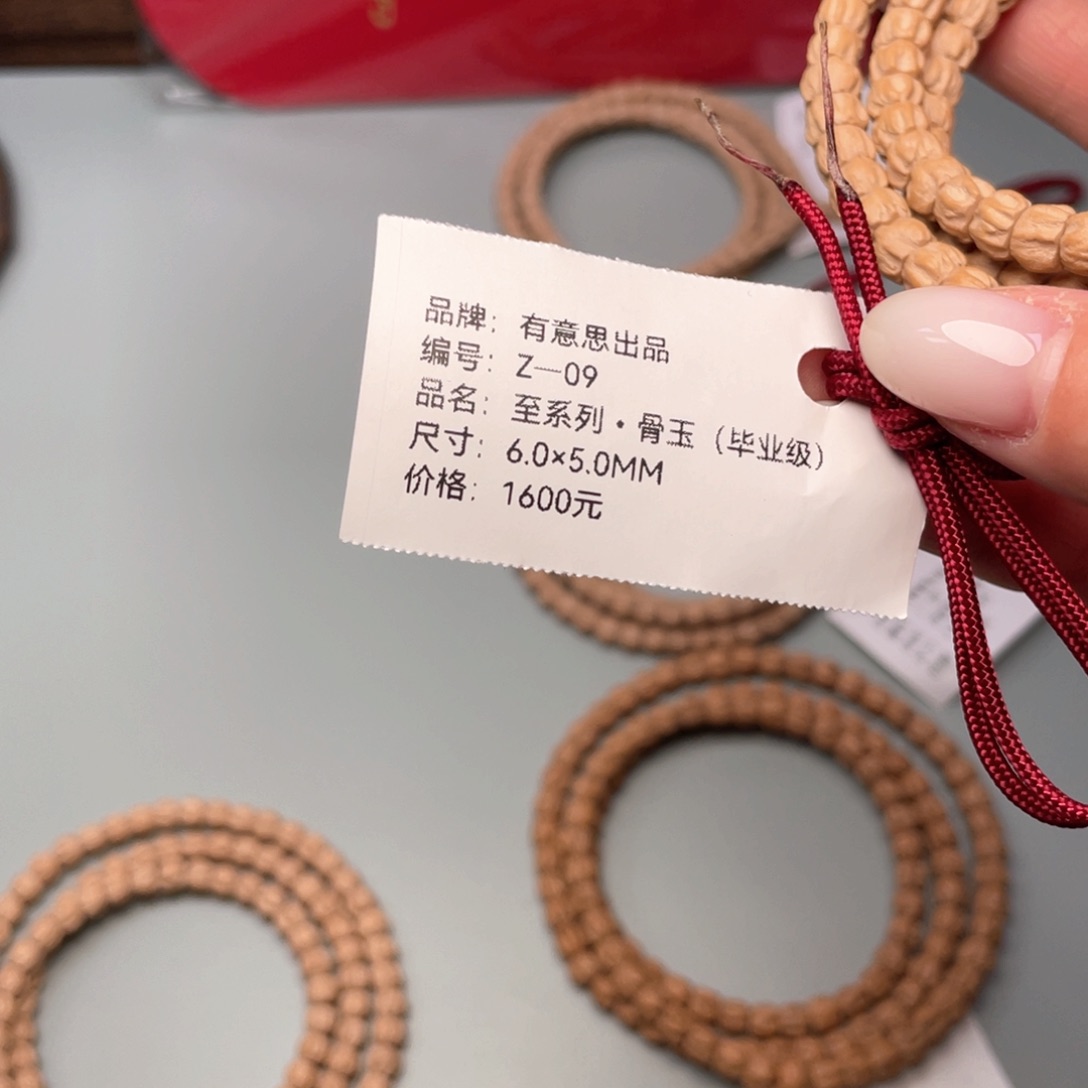 品牌：有意思出品
编号：Z—09
品名：至系列·骨玉（毕业级）
尺寸：6.0×5.0MM
价格：1600元